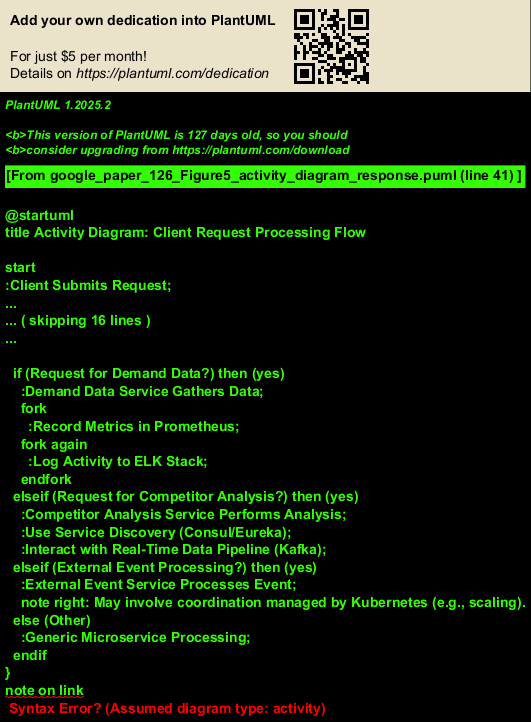 Add your own dedication into PlantUML
For just $5 per month!
Details on https://plantuml.com/dedication
PlantUML 1.2025.2
<b>This version of PlantUML is 127 days old, so you should
<b>consider upgrading from https://plantuml.com/download
[From google_paper_126_Figure5_activity_diagram_response.puml (line 41) ]
@startuml
title Activity Diagram: Client Request Processing Flow
start
:Client Submits Request;
...
... ( skipping 16 lines )
...
if (Request for Demand Data?) then (yes)
:Demand Data Service Gathers Data;
fork
:Record Metrics in Prometheus;
fork again
:Log Activity to ELK Stack;
endfork
elseif (Request for Competitor Analysis?) then (yes)
:Competitor Analysis Service Performs Analysis;
:Use Service Discovery (Consul/Eureka);
:Interact with Real-Time Data Pipeline (Kafka);
elseif (External Event Processing?) then (yes)
:External Event Service Processes Event;
note right: May involve coordination managed by Kubernetes (e.g., scaling).
else (Other)
:Generic Microservice Processing;
endif
}
note on link
Syntax Error? (Assumed diagram type: activity)